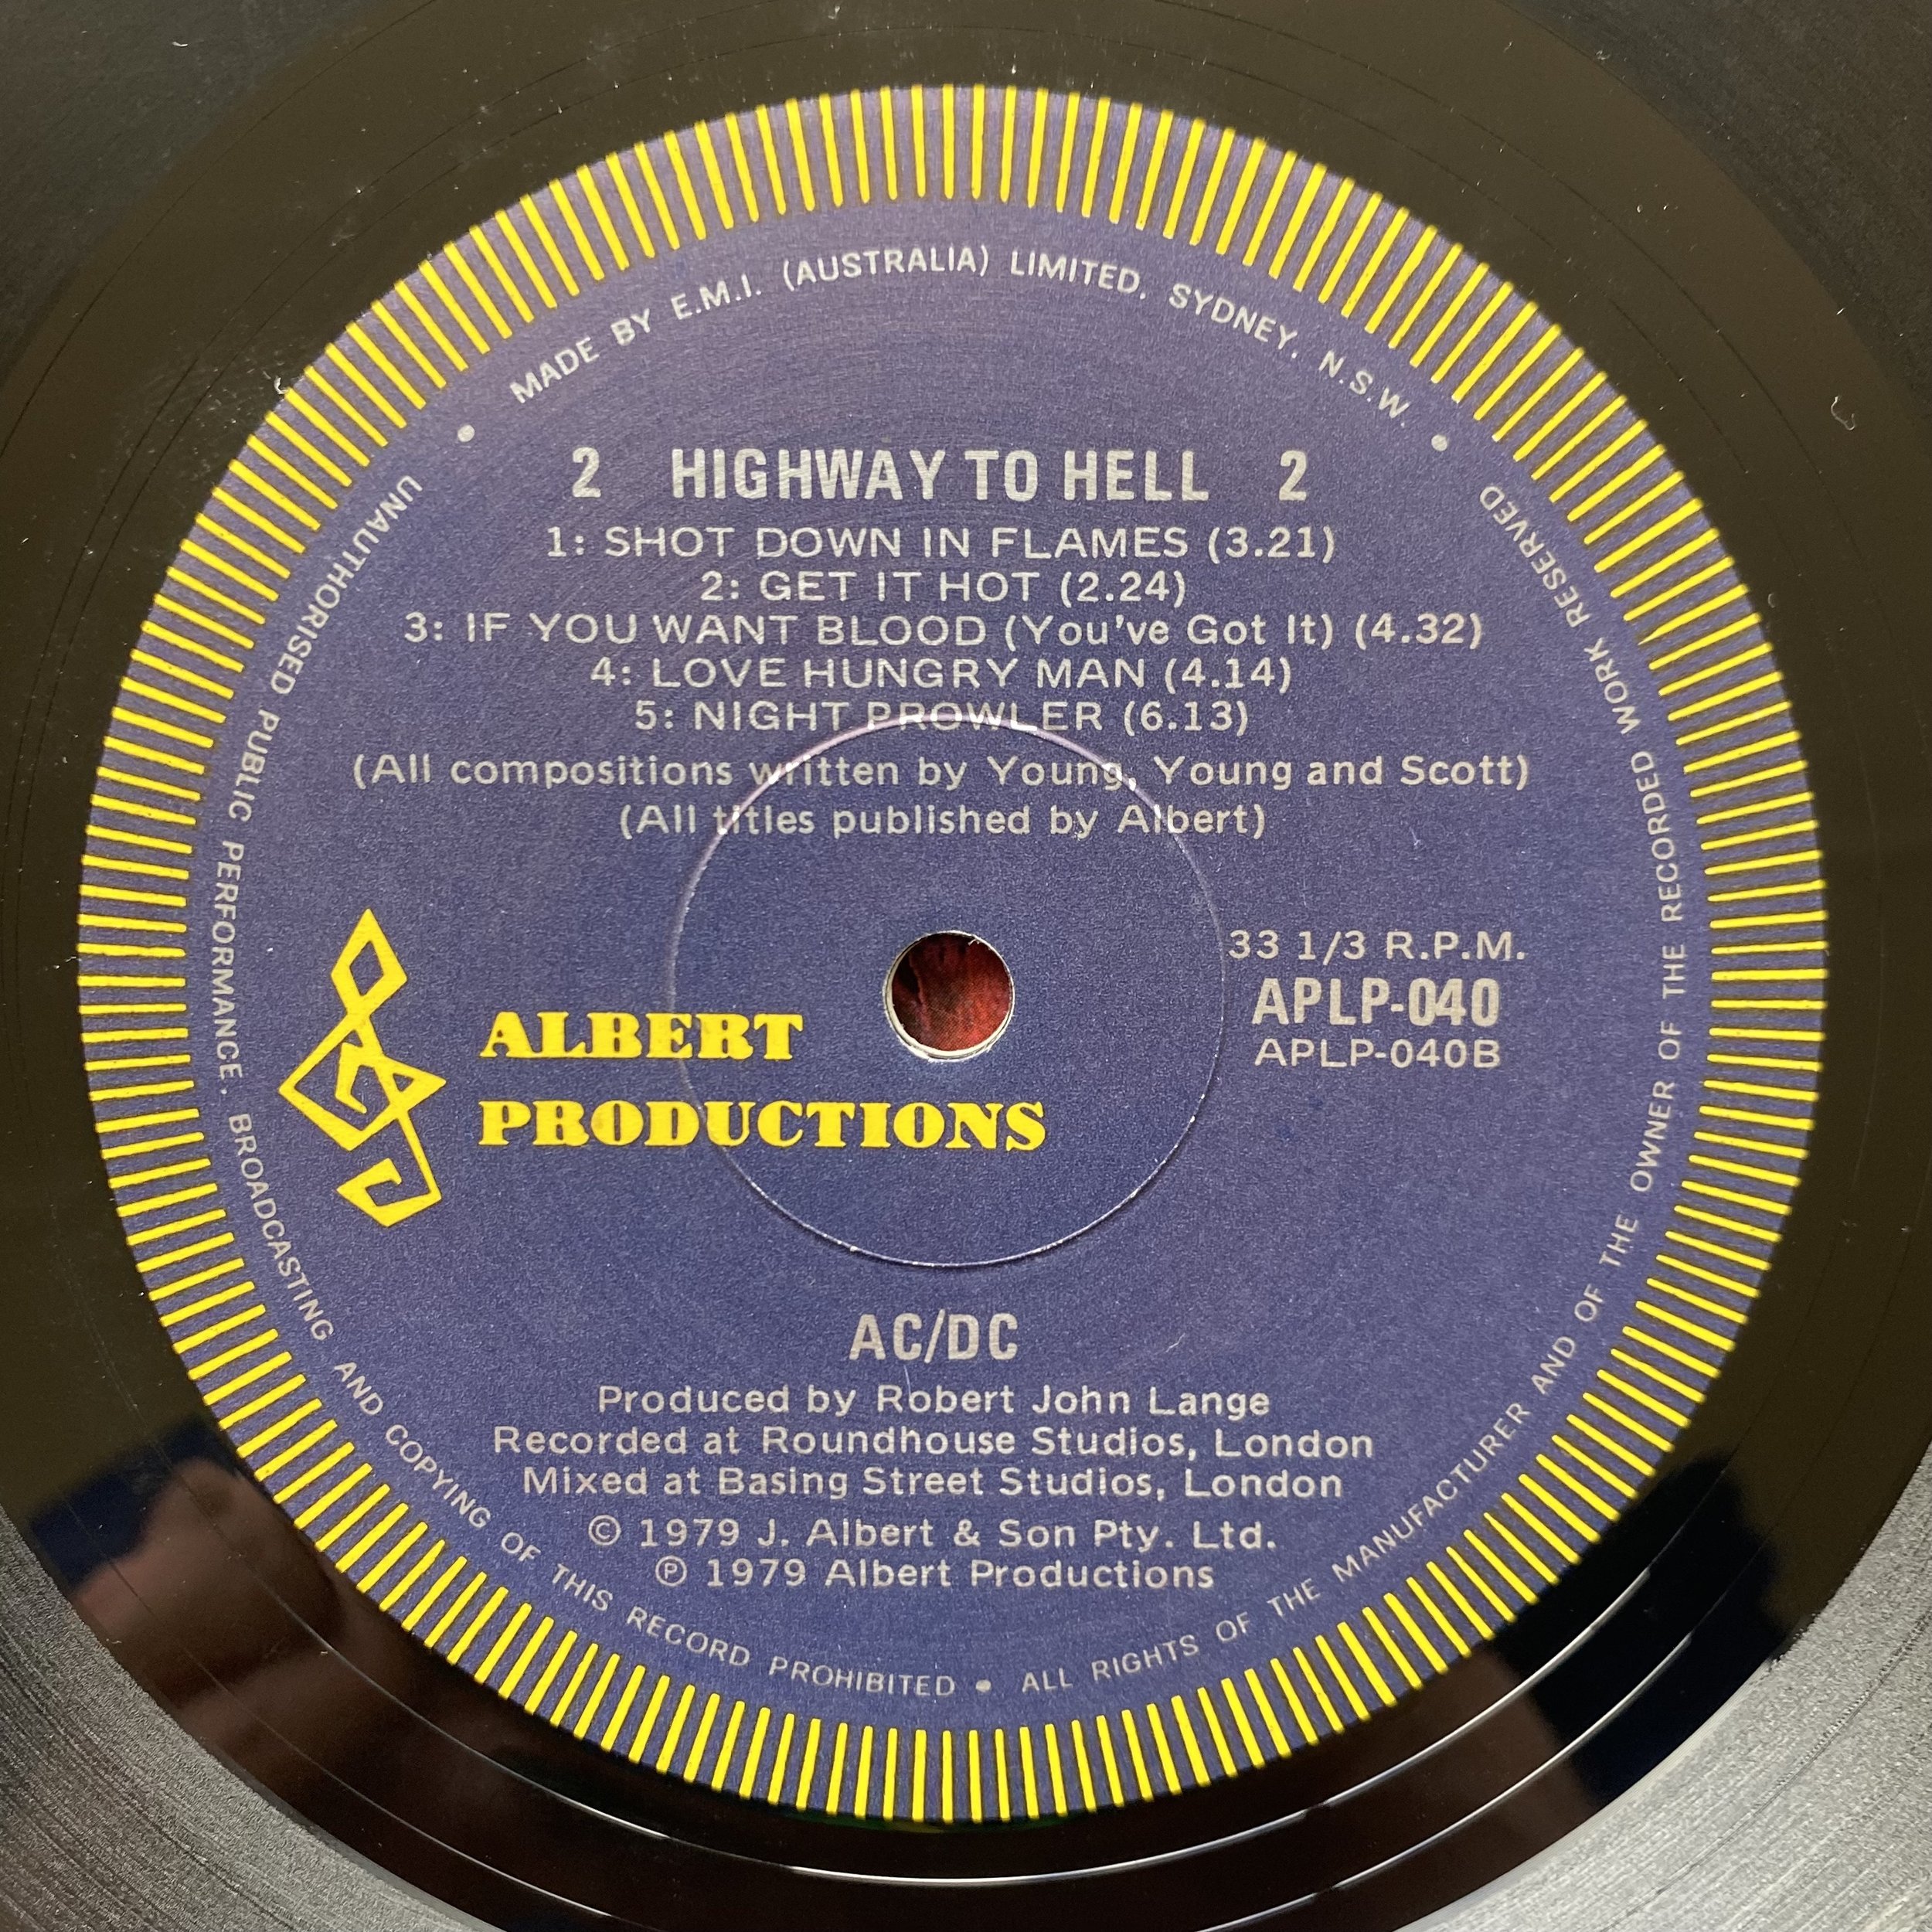 MADE BY E.M.I. (AUSTRALIA) LIMITED. SYDNEY. N.S.W.
2 HIGHWAY TO HELL 2
1: SHOT DOWN IN FLAMES (3.21)
2: GET IT HOT (2.24)
3: IF YOU WANT BLOOD (You've Got It) (4.32)
4: LOVE HUNGRY MAN (4.14)
5: NIGHT PROWLER (6.13)
(All compositions written by Young, Young and Scott)
(All titles published by Albert)
33 1/3 R.P.M.
APLP-040
APLP-040B
ALBERT
PRODUCTIONS
AC/DC
Produced by Robert John Lange
Recorded at Roundhouse Studios, London
Mixed at Basing Street Studios, London
© 1979 J. Albert & Son Pty. Ltd.
℗ 1979 Albert Productions
UNAUTHORISED PUBLIC PERFORMANCE. BROADCASTING AND COPYING OF THIS RECORD PROHIBITED • ALL RIGHTS OF THE MANUFACTURER AND OF THE OWNER OF THE RECORDED WORK RESERVED